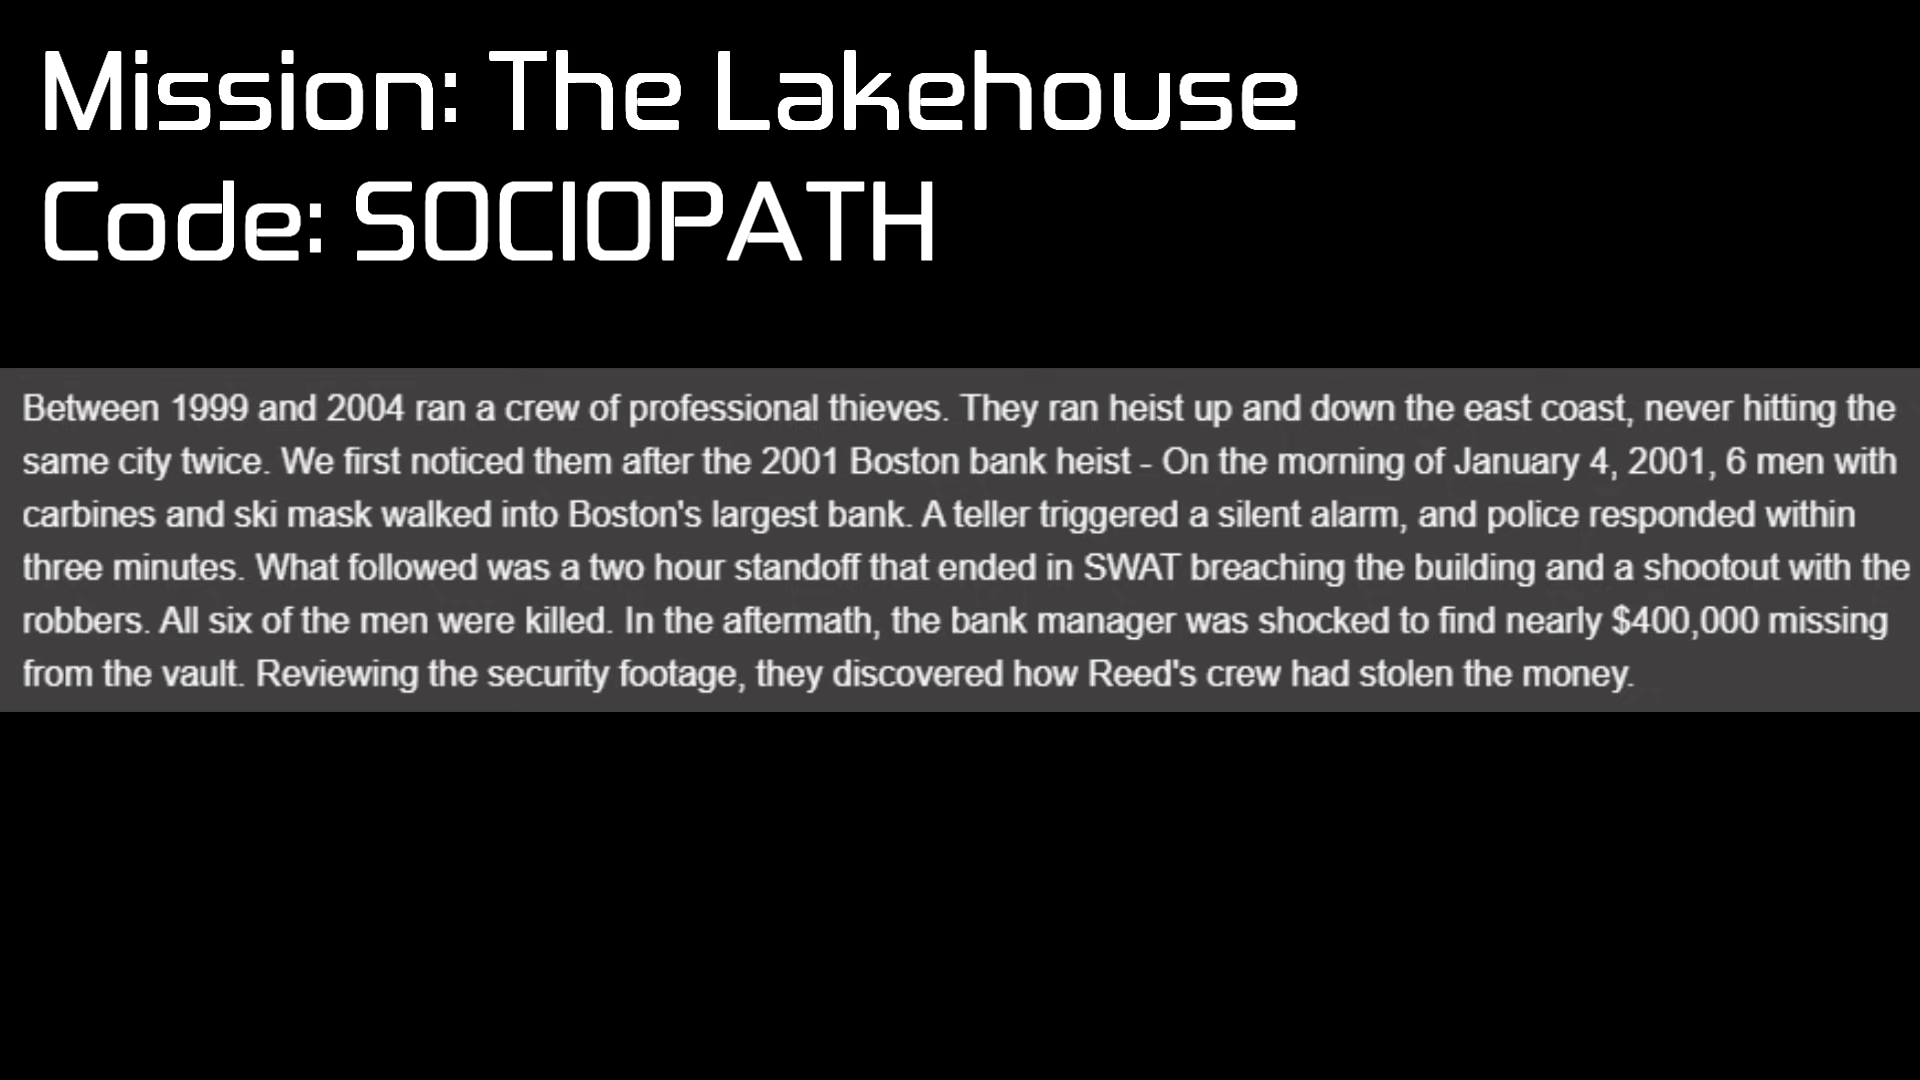 Mission: The Lakehouse
Code: SOCIOPATH
Between 1999 and 2004 ran a crew of professional thieves. They ran heist up and down the east coast, never hitting the
same city twice. We first noticed them after the 2001 Boston bank heist - On the morning of January 4, 2001, 6 men with
carbines and ski mask walked into Boston's largest bank. A teller triggered a silent alarm, and police responded within
three minutes. What followed was a two hour standoff that ended in SWAT breaching the building and a shootout with the
robbers. All six of the men were killed. In the aftermath, the bank manager was shocked to find nearly $400,000 missing
from the vault. Reviewing the security footage, they discovered how Reed's crew had stolen the money.